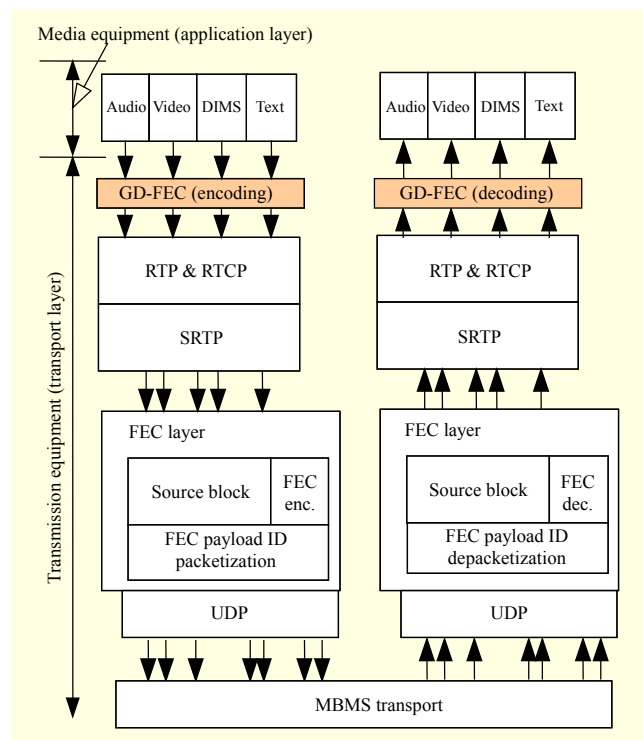 Media equipment (application layer)
Audio Video DIMS Text
Audio Video DIMS Text
GD-FEC (encoding)
GD-FEC (decoding)
RTP & RTCP
RTP & RTCP
SRTP
SRTP
Transmission equipment (transport layer)
FEC layer
FEC layer
Source block
FEC
enc.
Source block
FEC
dec.
FEC payload ID
packetization
FEC payload ID
depacketization
UDP
UDP
MBMS transport